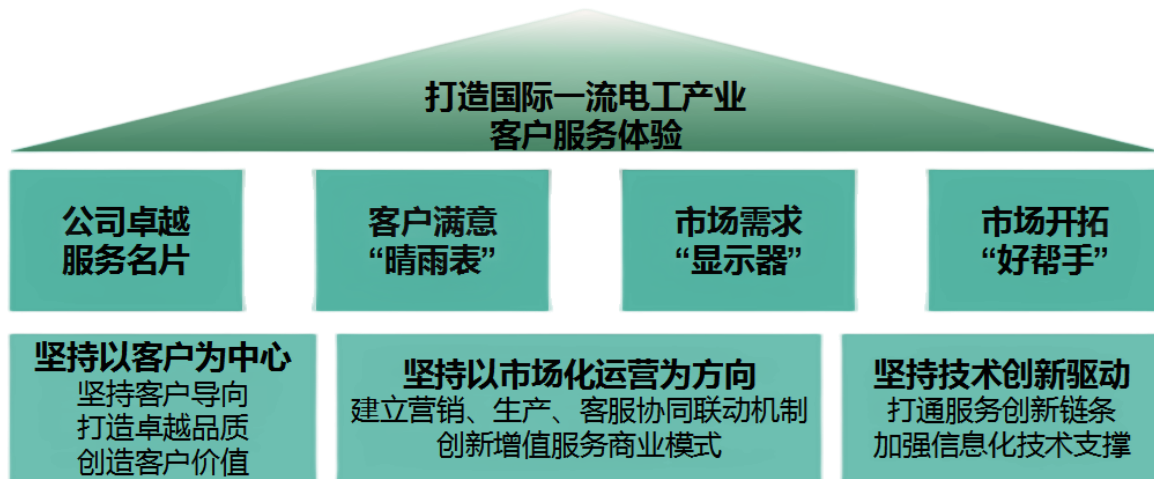 打造国际一流电工产业
客户服务体验
公司卓越
服务名片
客户满意
“晴雨表”
市场需求
“显示器”
市场开拓
“好帮手”
坚持以客户为中心
坚持客户导向
打造卓越品质
创造客户价值
坚持以市场化运营为方向
建立营销、生产、客服协同联动机制
创新增值服务商业模式
坚持技术创新驱动
打通服务创新链条
加强信息化技术支撑